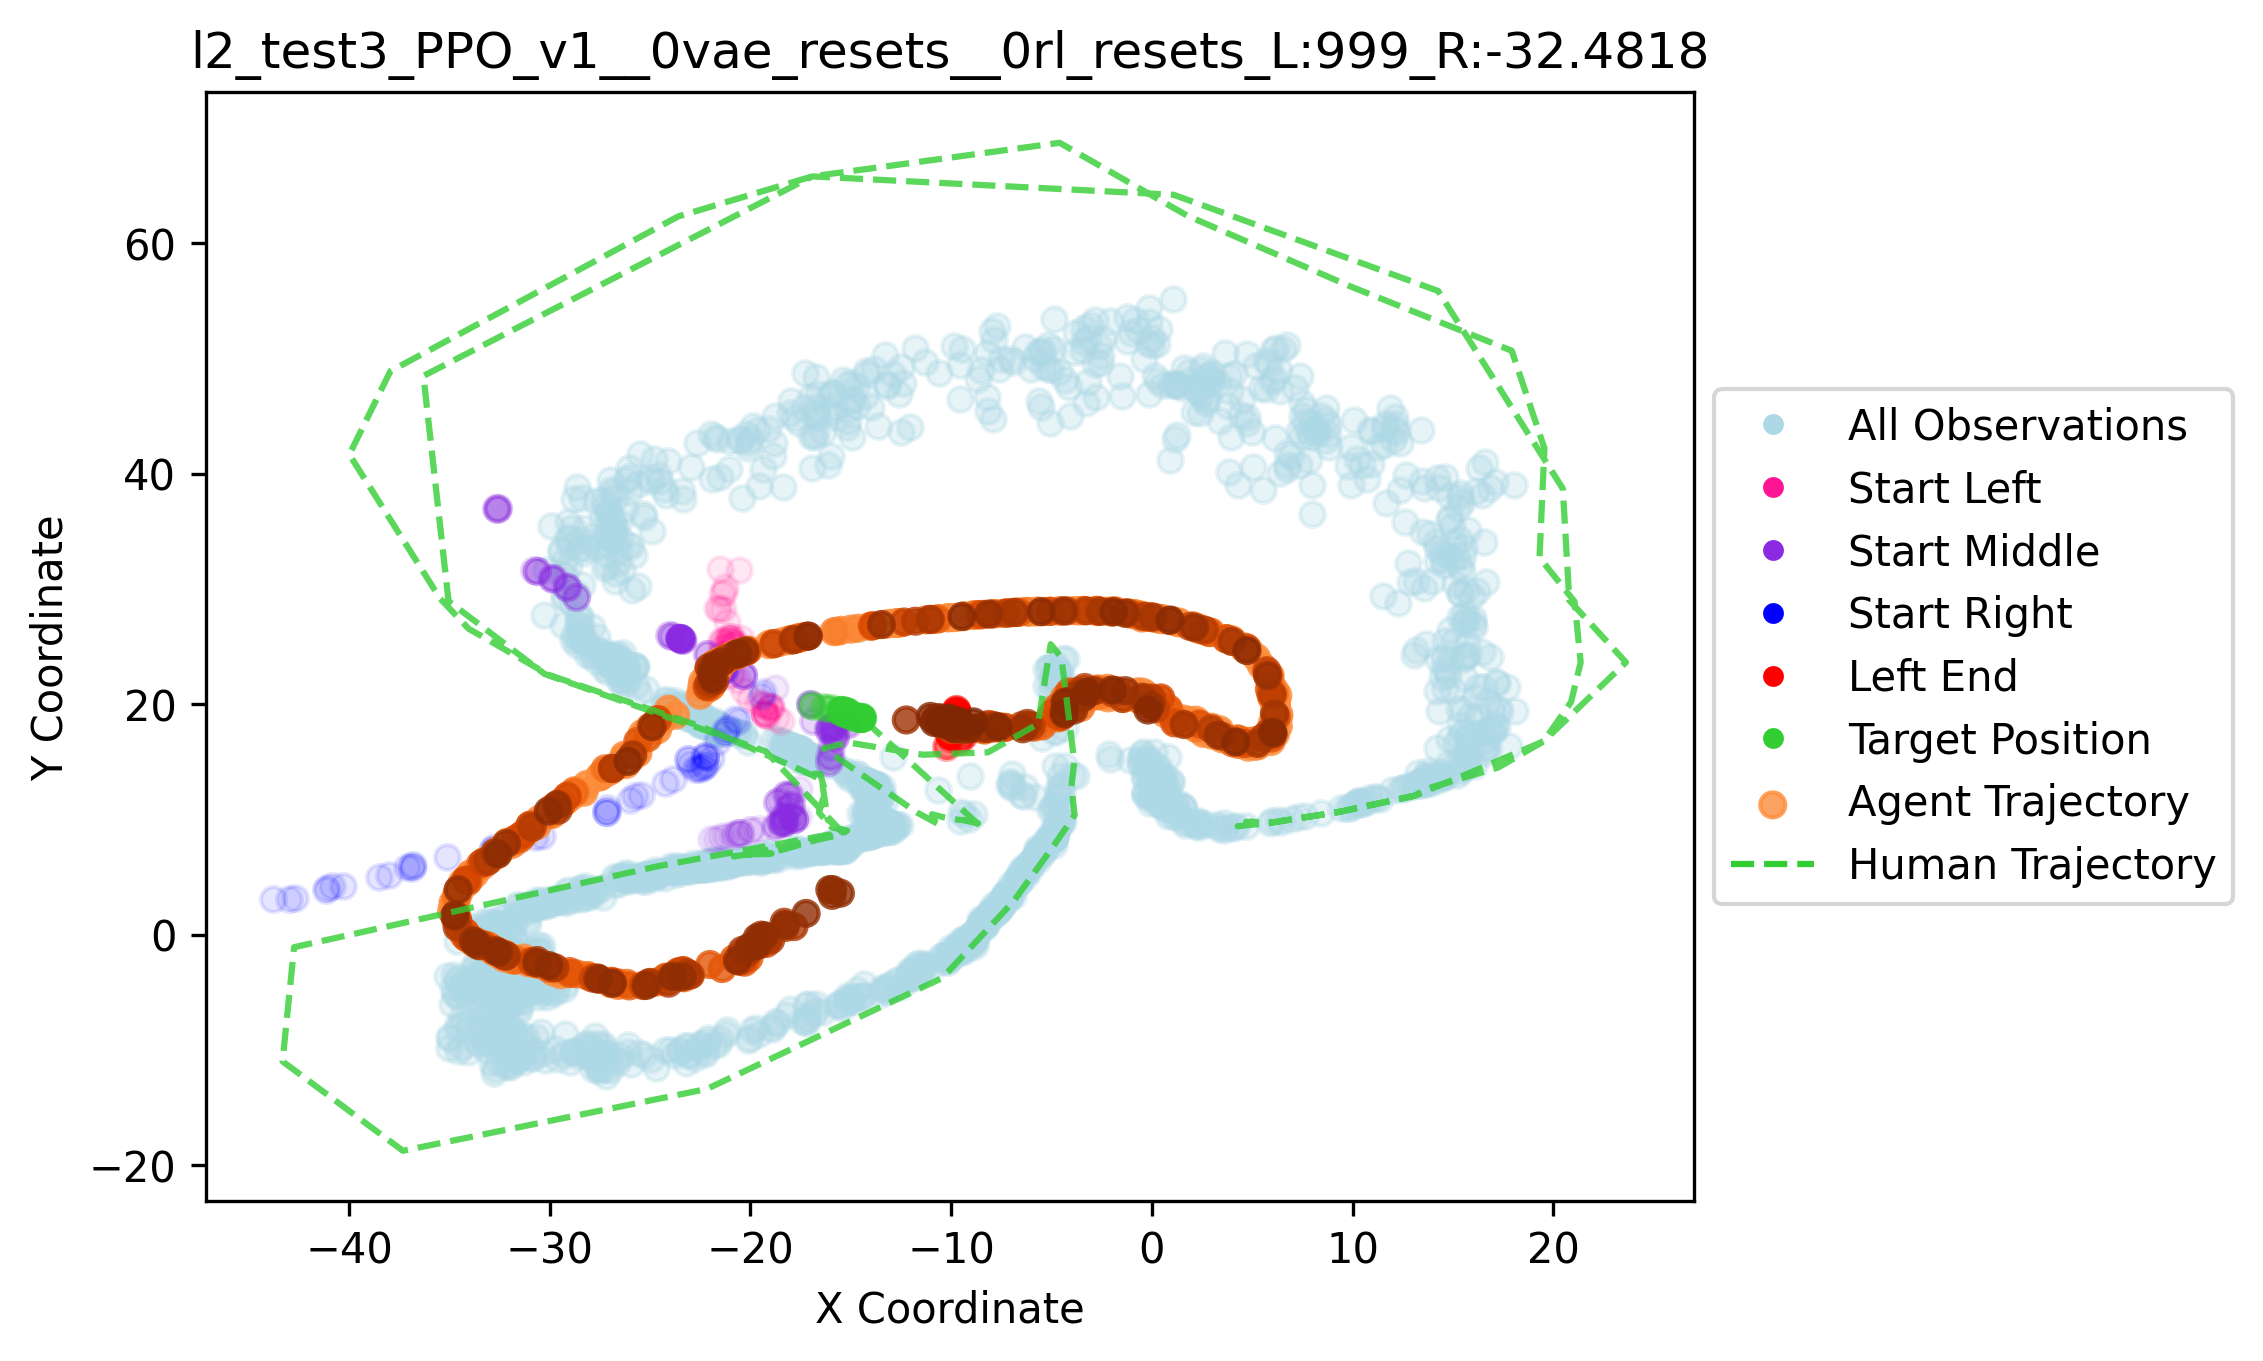 l2_test3_PPO_v1__0vae_resets__0rl_resets_L:999_R:-32.4818
Y Coordinate
60
40
20
0
−20
−40
−30
−20
−10
0
10
20
X Coordinate
All Observations
Start Left
Start Middle
Start Right
Left End
Target Position
Agent Trajectory
Human Trajectory